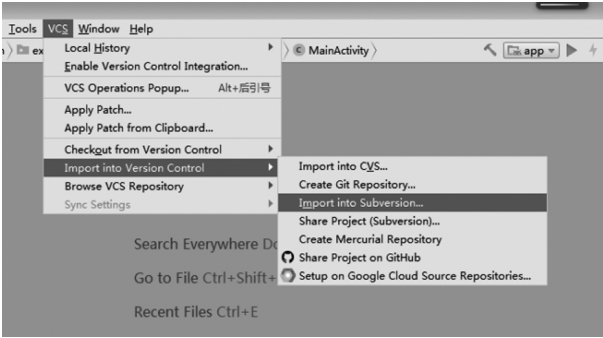 Tools VCS Window Help
ex MainActivity app
Local History
Enable Version Control Integration...
VCS Operations Popup... Alt+后引号
Apply Patch...
Apply Patch from Clipboard...
Checkout from Version Control
Import into Version Control
Browse VCS Repository
Sync Settings
Import into CVS...
Create Git Repository...
Import into Subversion...
Share Project (Subversion)...
Create Mercurial Repository
Share Project on GitHub
Setup on Google Cloud Source Repositories...
Search Everywhere Do
Go to File Ctrl+Shift+
Recent Files Ctrl+E